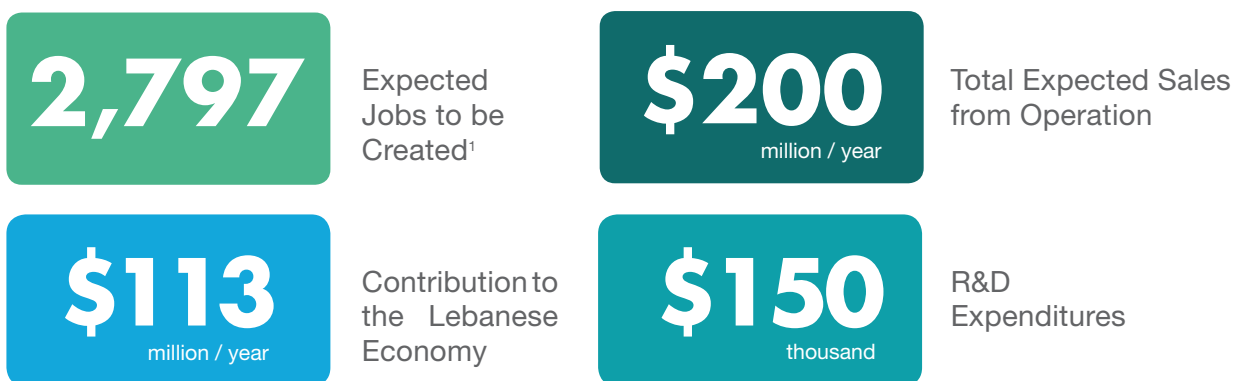 2,797
Expected
Jobs to be
Created¹
$200
million / year
Total Expected Sales
from Operation
$113
million / year
Contribution to
the Lebanese
Economy
$150
thousand
R&D
Expenditures